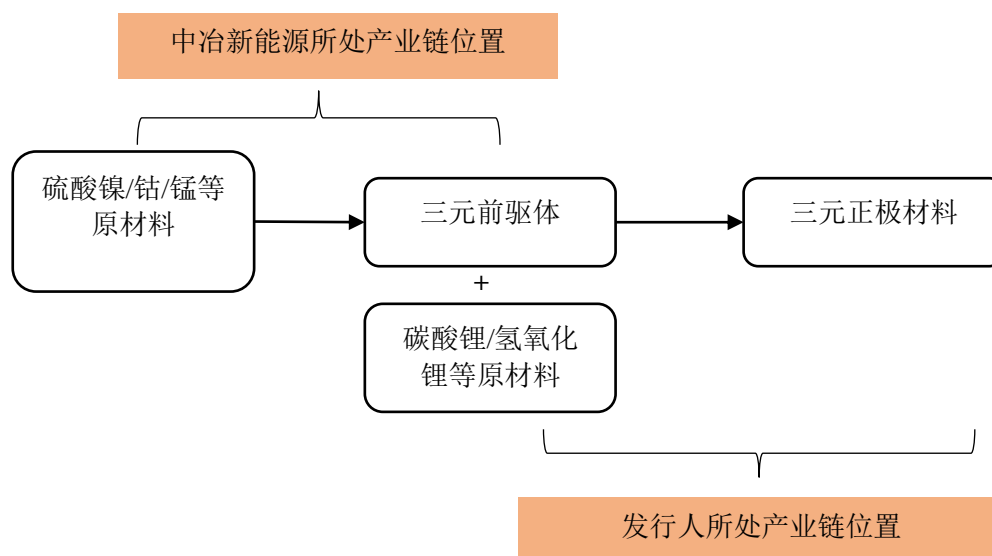 中冶新能源所处产业链位置
硫酸镍/钴/锰等
原材料
三元前驱体
三元正极材料
+
碳酸锂/氢氧化
锂等原材料
发行人所处产业链位置